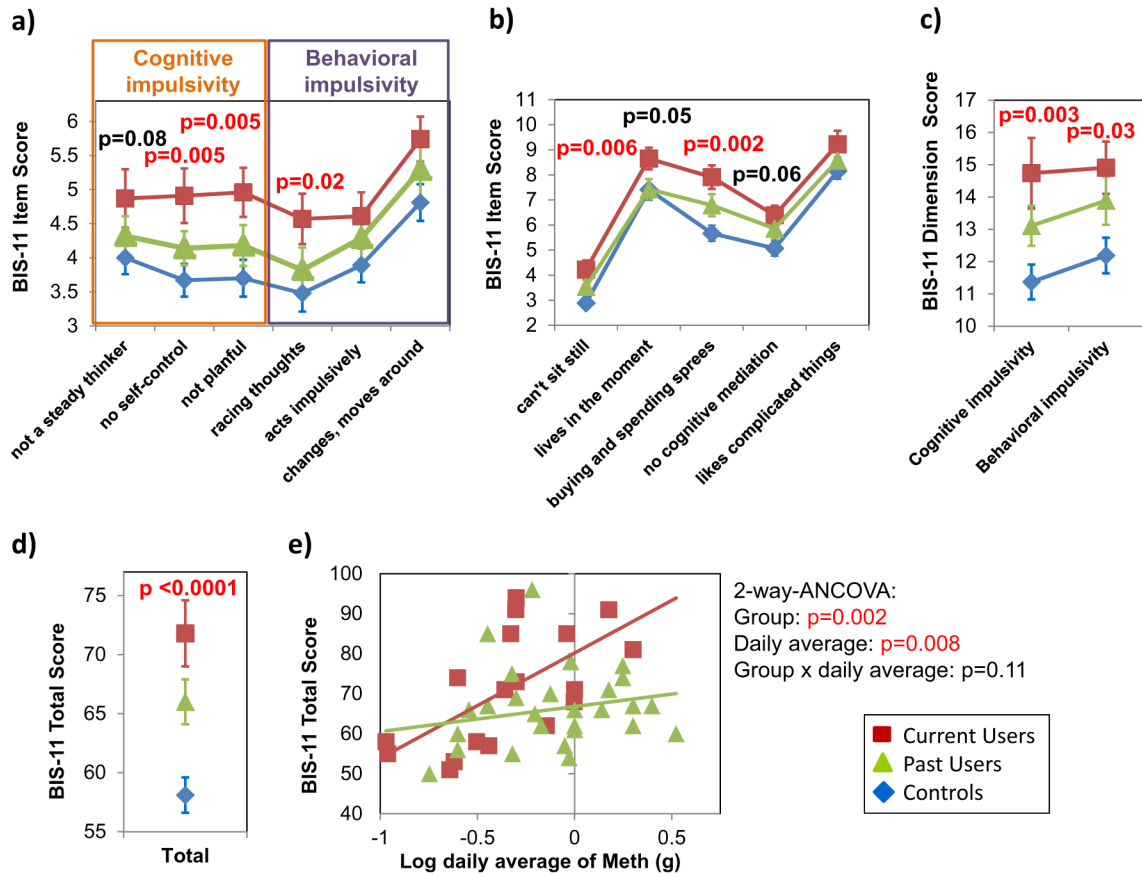 a)
Cognitive
impulsivity
Behavioral
impulsivity
BIS-11 Item Score
6
5.5
5
4.5
4
3.5
3
p=0.08
p=0.005
p=0.005
p=0.02
not a steady thinker
no self-control
not planful
racing thoughts
acts impulsively
changes, moves around
b)
BIS-11 Item Score
11
10
9
8
7
6
5
4
3
2
p=0.006
p=0.05
p=0.002
p=0.06
can't sit still
lives in the moment
buying and spending sprees
no cognitive mediation
likes complicated things
c)
BIS-11 Dimension Score
17
16
15
14
13
12
11
10
p=0.003
p=0.03
Cognitive impulsivity
Behavioral impulsivity
d)
BIS-11 Total Score
75
70
65
60
55
p <0.0001
Total
e)
BIS-11 Total Score
100
90
80
70
60
50
40
-1
-0.5
0
0.5
Log daily average of Meth (g)
2-way-ANCOVA:
Group: p=0.002
Daily average: p=0.008
Group x daily average: p=0.11
Current Users
Past Users
Controls